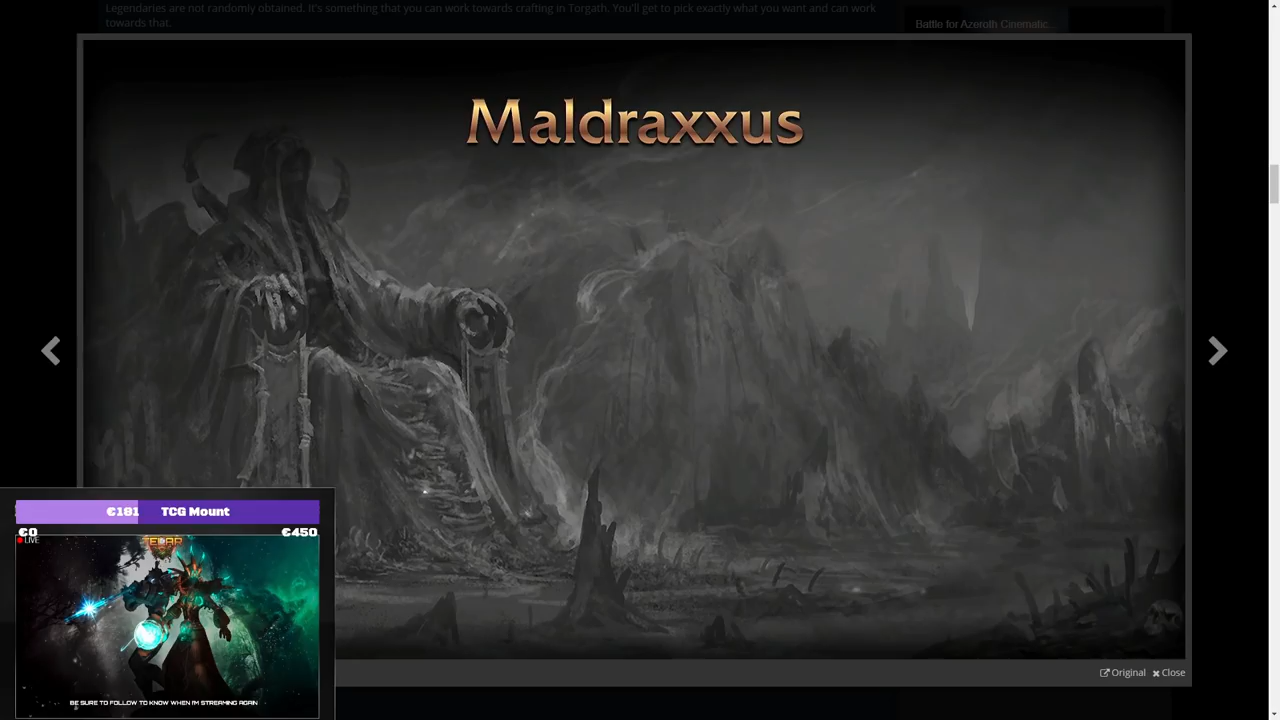 Legendaries are not randomly obtained. It's something that you can work towards crafting in Torgath. You'll get to pick exactly what you want and can work
towards that.
Battle for Azeroth Cinematic...
Maldraxxus
€181 TCG Mount
€0 €450
LIVE
BE SURE TO FOLLOW TO KNOW WHEN I'M STREAMING AGAIN
Original Close